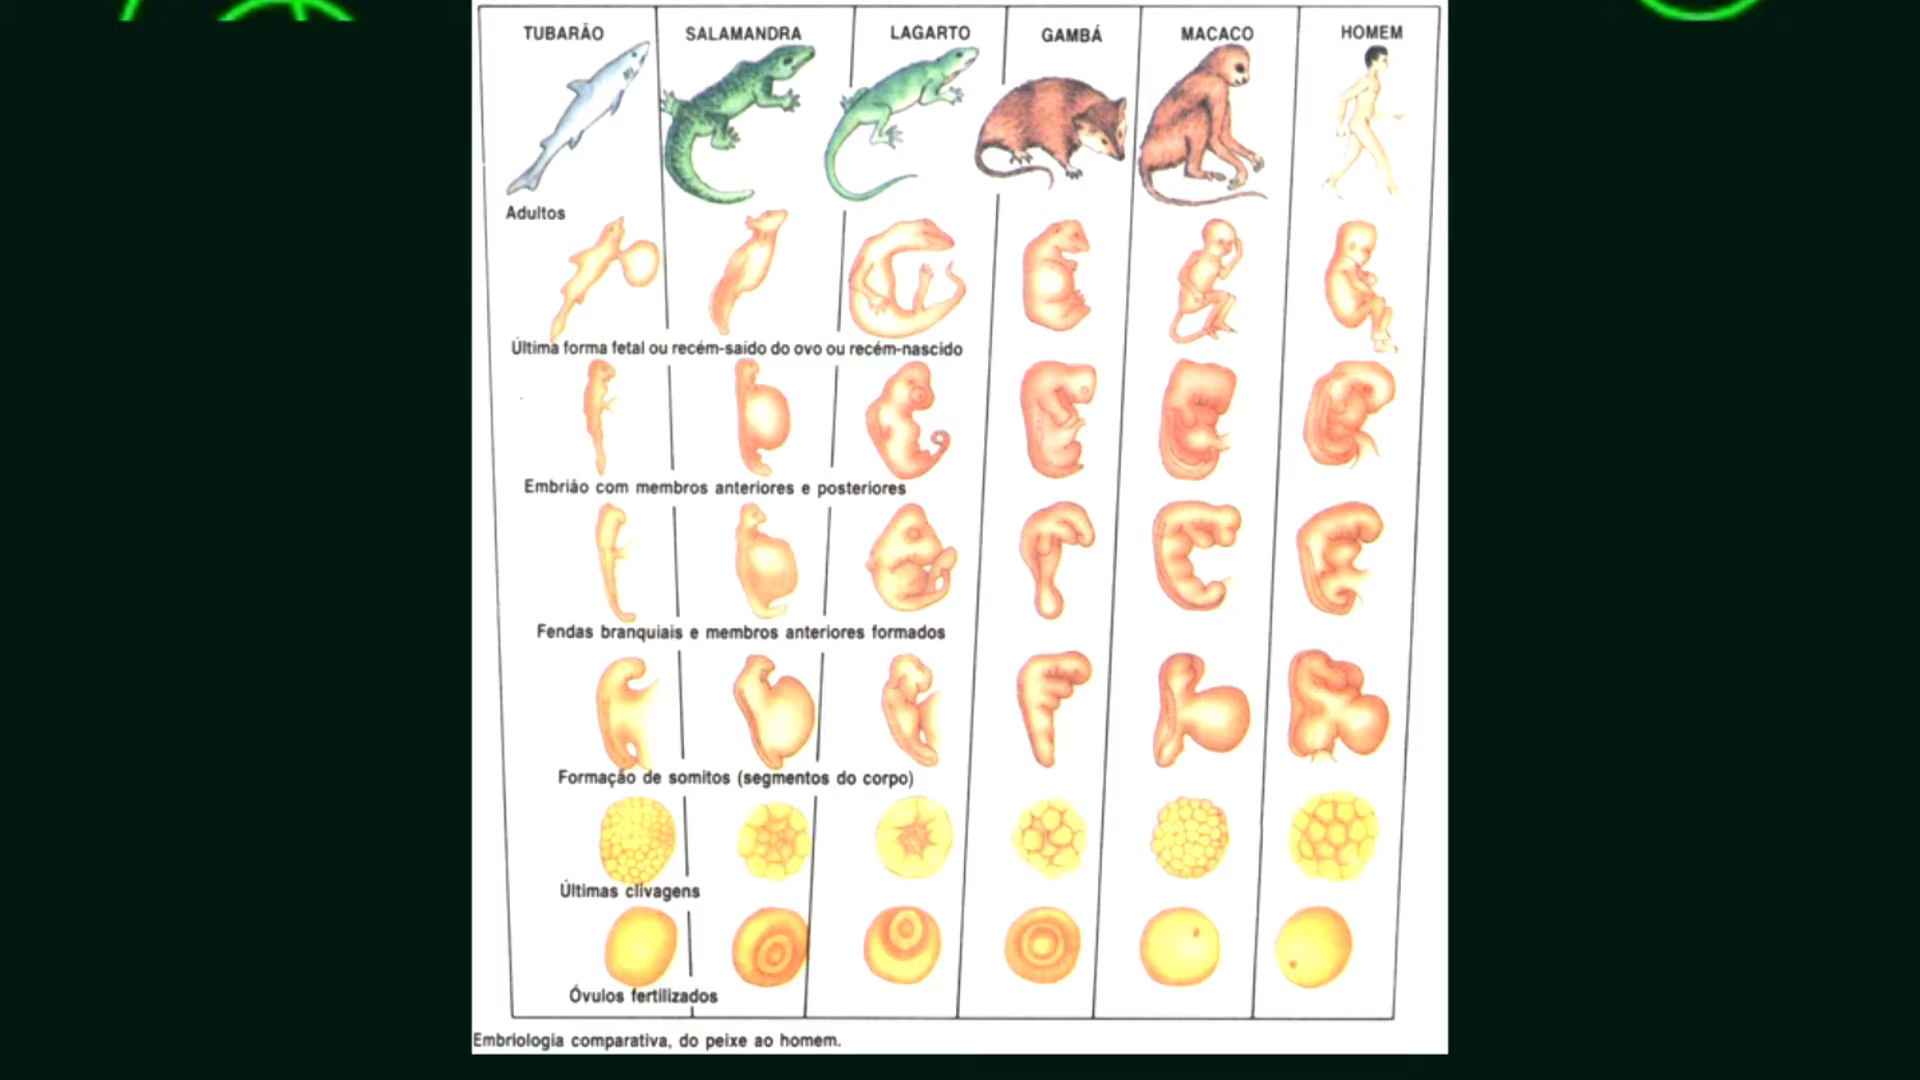 TUBARÃO SALAMANDRA LAGARTO GAMBÁ MACACO HOMEM
Adultos
Última forma fetal ou recém-saído do ovo ou recém-nascido
Embrião com membros anteriores e posteriores
Fendas branquiais e membros anteriores formados
Formação de somitos (segmentos do corpo)
Últimas clivagens
Óvulos fertilizados
Embriologia comparativa, do peixe ao homem.